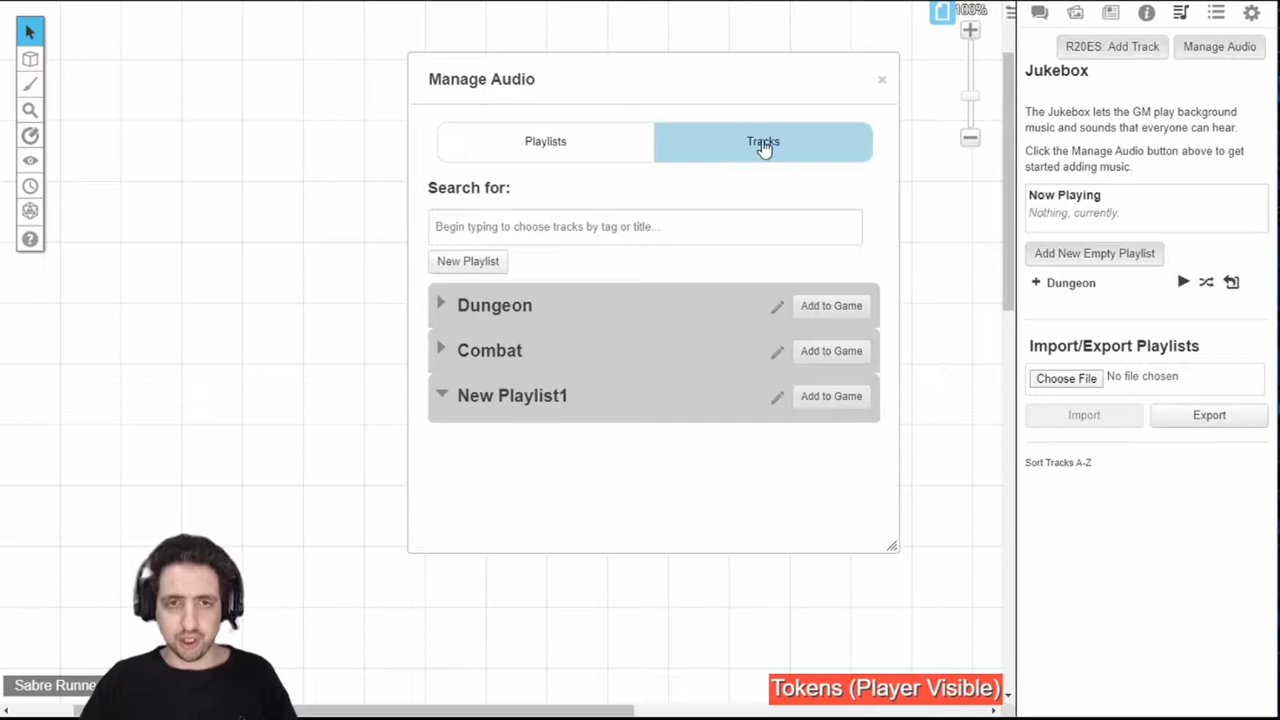 100%
R20ES: Add Track
Manage Audio
Jukebox
The Jukebox lets the GM play background
music and sounds that everyone can hear.
Click the Manage Audio button above to get
started adding music.
Now Playing
Nothing, currently.
Add New Empty Playlist
+ Dungeon
Import/Export Playlists
Choose File No file chosen
Import
Export
Sort Tracks A-Z
Manage Audio
Playlists
Tracks
Search for:
Begin typing to choose tracks by tag or title...
New Playlist
Dungeon
Add to Game
Combat
Add to Game
New Playlist1
Add to Game
Sabre Runne
Tokens (Player Visible)